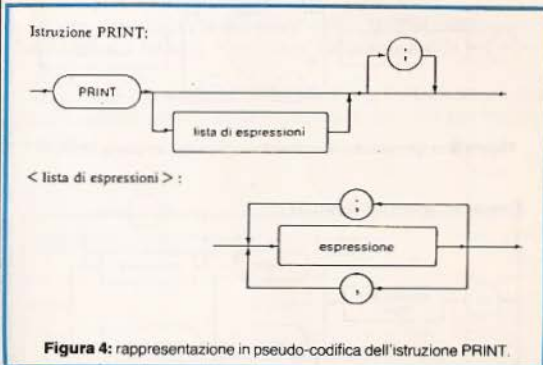 Istruzione PRINT:
;
PRINT
lista di espressioni
< lista di espressioni > :
;
espressione
,
Figura 4: rappresentazione in pseudo-codifica dell'istruzione PRINT.